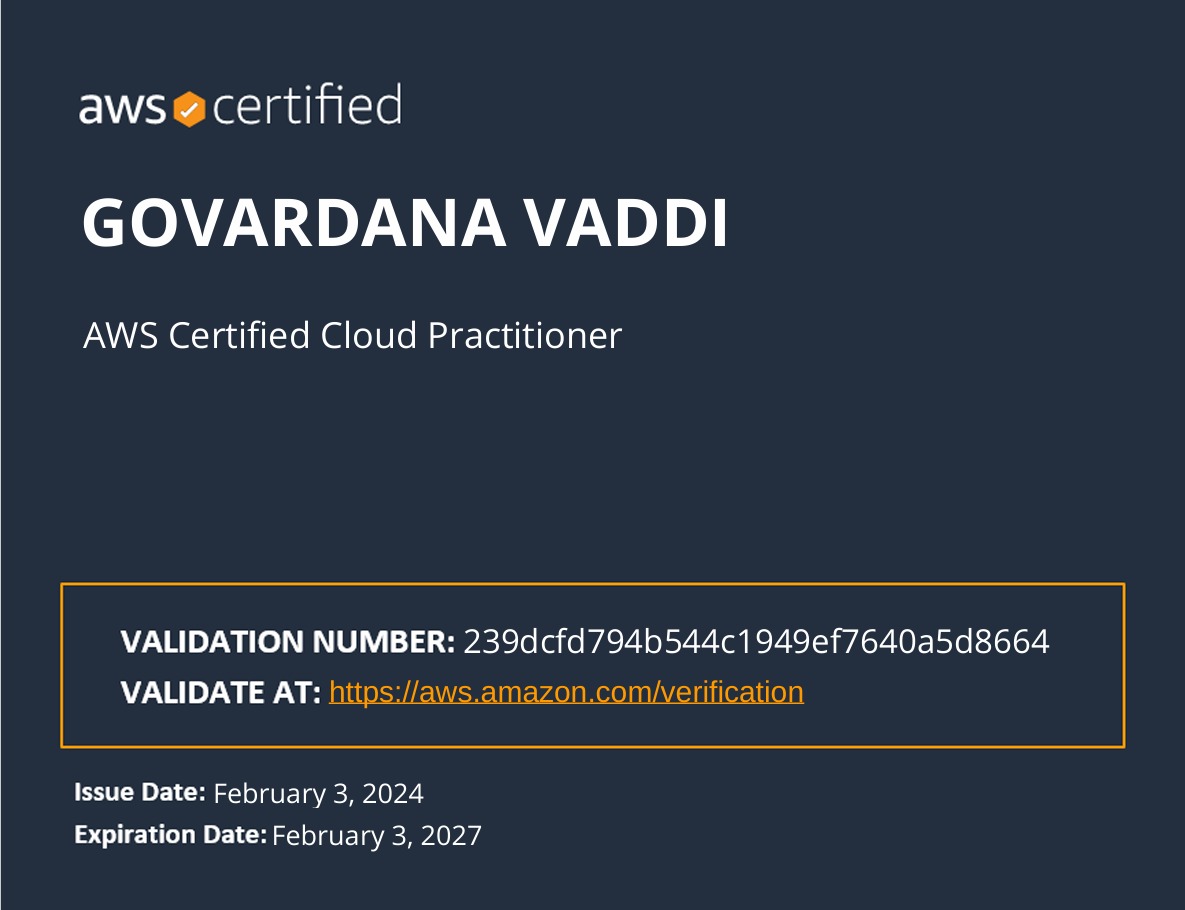 aws certified
GOVARDANA VADDI
AWS Certified Cloud Practitioner
VALIDATION NUMBER: 239dcfd794b544c1949ef7640a5d8664
VALIDATE AT: https://aws.amazon.com/verification
Issue Date: February 3, 2024
Expiration Date: February 3, 2027